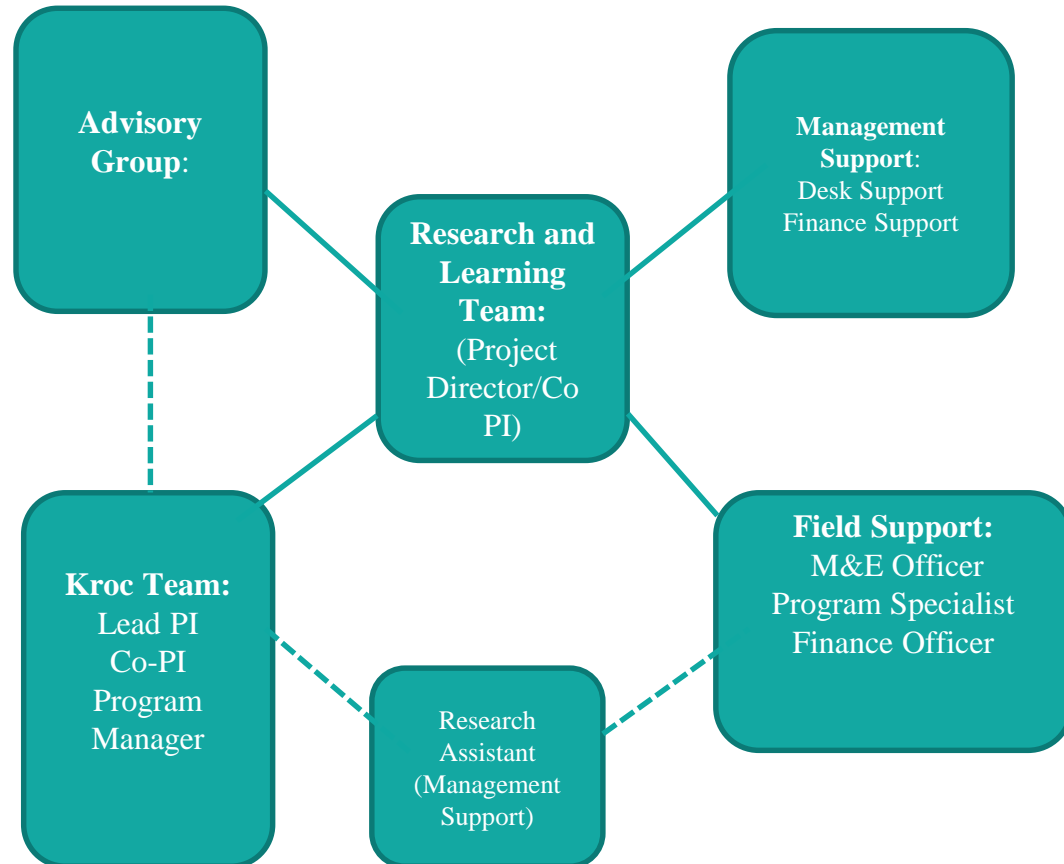 Advisory
Group:
Management
Support:
Desk Support
Finance Support
Research and
Learning
Team:
(Project
Director/Co
PI)
Kroc Team:
Lead PI
Co-PI
Program
Manager
Field Support:
M&E Officer
Program Specialist
Finance Officer
Research
Assistant
(Management
Support)